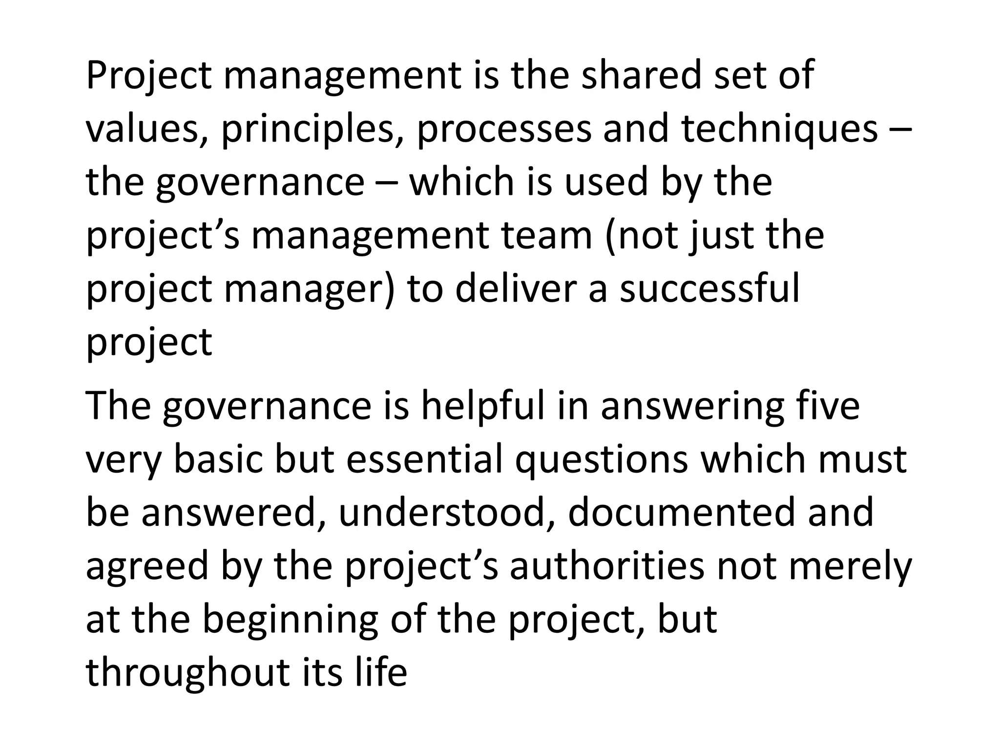 Project management is the shared set of
values, principles, processes and techniques –
the governance – which is used by the
project’s management team (not just the
project manager) to deliver a successful
project
The governance is helpful in answering five
very basic but essential questions which must
be answered, understood, documented and
agreed by the project’s authorities not merely
at the beginning of the project, but
throughout its life